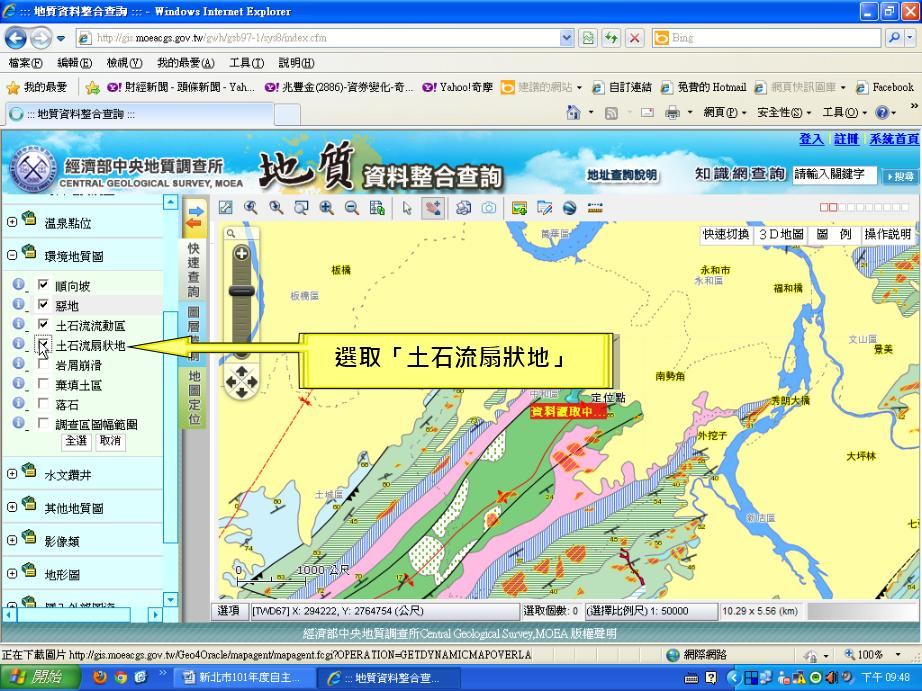 ::: 地質資料整合查詢 ::: - Windows Internet Explorer
http://gis.moeacgs.gov.tw/gwh/gsb97-1/sys8/index.cfm
Bing
檔案(F) 編輯(E) 檢視(V) 我的最愛(A) 工具(T) 說明(H)
我的最愛 財經新聞 - 頭條新聞 - Yah... 兆豐金(2886)-資券變化-奇... Yahoo!奇摩 建議的網站 自訂連結 免費的 Hotmail 網頁快訊圖庫 Facebook
::: 地質資料整合查詢 :::
網頁(P) 安全性(S) 工具(O)
登入 註冊 系統首頁
經濟部中央地質調查所
CENTRAL GEOLOGICAL SURVEY, MOEA
地質 資料整合查詢
地址查詢說明
知識網查詢 請輸入關鍵字 搜尋
溫泉點位
環境地質圖
順向坡
惡地
土石流流動區
土石流扇狀地
岩屑崩滑
棄填土區
落石
調查區圖幅範圍
全選 取消
水文鑽井
其他地質圖
影像類
地形圖
快速查詢
圖層
地圖定位
快速切換 3D地圖 圖 例 操作說明
萬華區
板橋
板橋區
永和市
永和區
福和橋
文山區
景美
選取「土石流扇狀地」
南勢角
中和區
定位點
資料讀取中...
秀朗大橋
外挖子
大坪林
土城區
新店區
七
0 1000 公尺
選項 [TWD67] X: 294222, Y: 2764754 (公尺) 選取個數: 0 (選擇比例尺) 1: 50000 10.29 x 5.56 (km)
經濟部中央地質調查所Central Geological Survey,MOEA 版權聲明
正在下載圖片 http://gis.moeacgs.gov.tw/Geo4Oracle/mapagent/mapagent.fcgi?OPERATION=GETDYNAMICMAPOVERLA
網際網路
100%
開始
新北市101年度自主...
::: 地質資料整合查...
下午 09:48